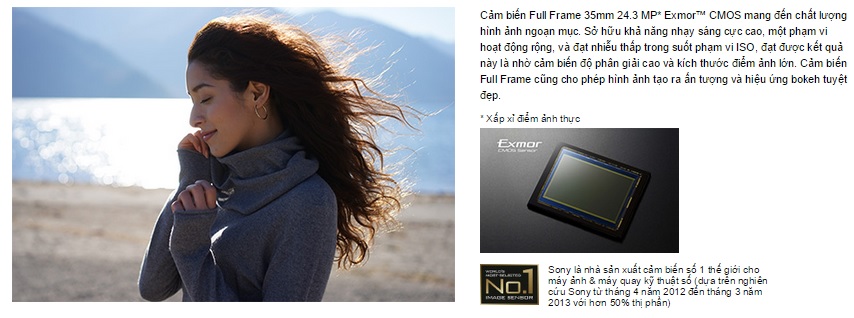 Cảm biến Full Frame 35mm 24.3 MP* Exmor™ CMOS mang đến chất lượng
hình ảnh ngoạn mục. Sở hữu khả năng nhạy sáng cực cao, một phạm vi
hoạt động rộng, và đạt nhiễu thấp trong suốt phạm vi ISO, đạt được kết quả
này là nhờ cảm biến độ phân giải cao và kích thước điểm ảnh lớn. Cảm biến
Full Frame cũng cho phép hình ảnh tạo ra ấn tượng và hiệu ứng bokeh tuyệt
đẹp.
* Xấp xỉ điểm ảnh thực
Exmor
CMOS Sensor
WORLD'S
MOST-SELECTED
No.1
IMAGE SENSOR
Sony là nhà sản xuất cảm biến số 1 thế giới cho
máy ảnh & máy quay kỹ thuật số (dựa trên nghiên
cứu Sony từ tháng 4 năm 2012 đến tháng 3 năm
2013 với hơn 50% thị phần)